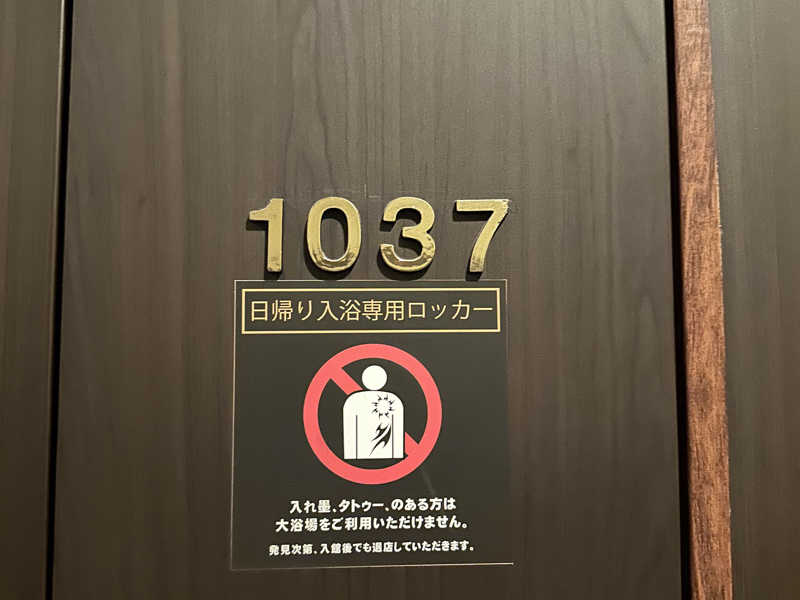 1037
日帰り入浴専用ロッカー
入れ墨、タトゥー、のある方は
大浴場をご利用いただけません。
発見次第、入館後でも退店していただきます。